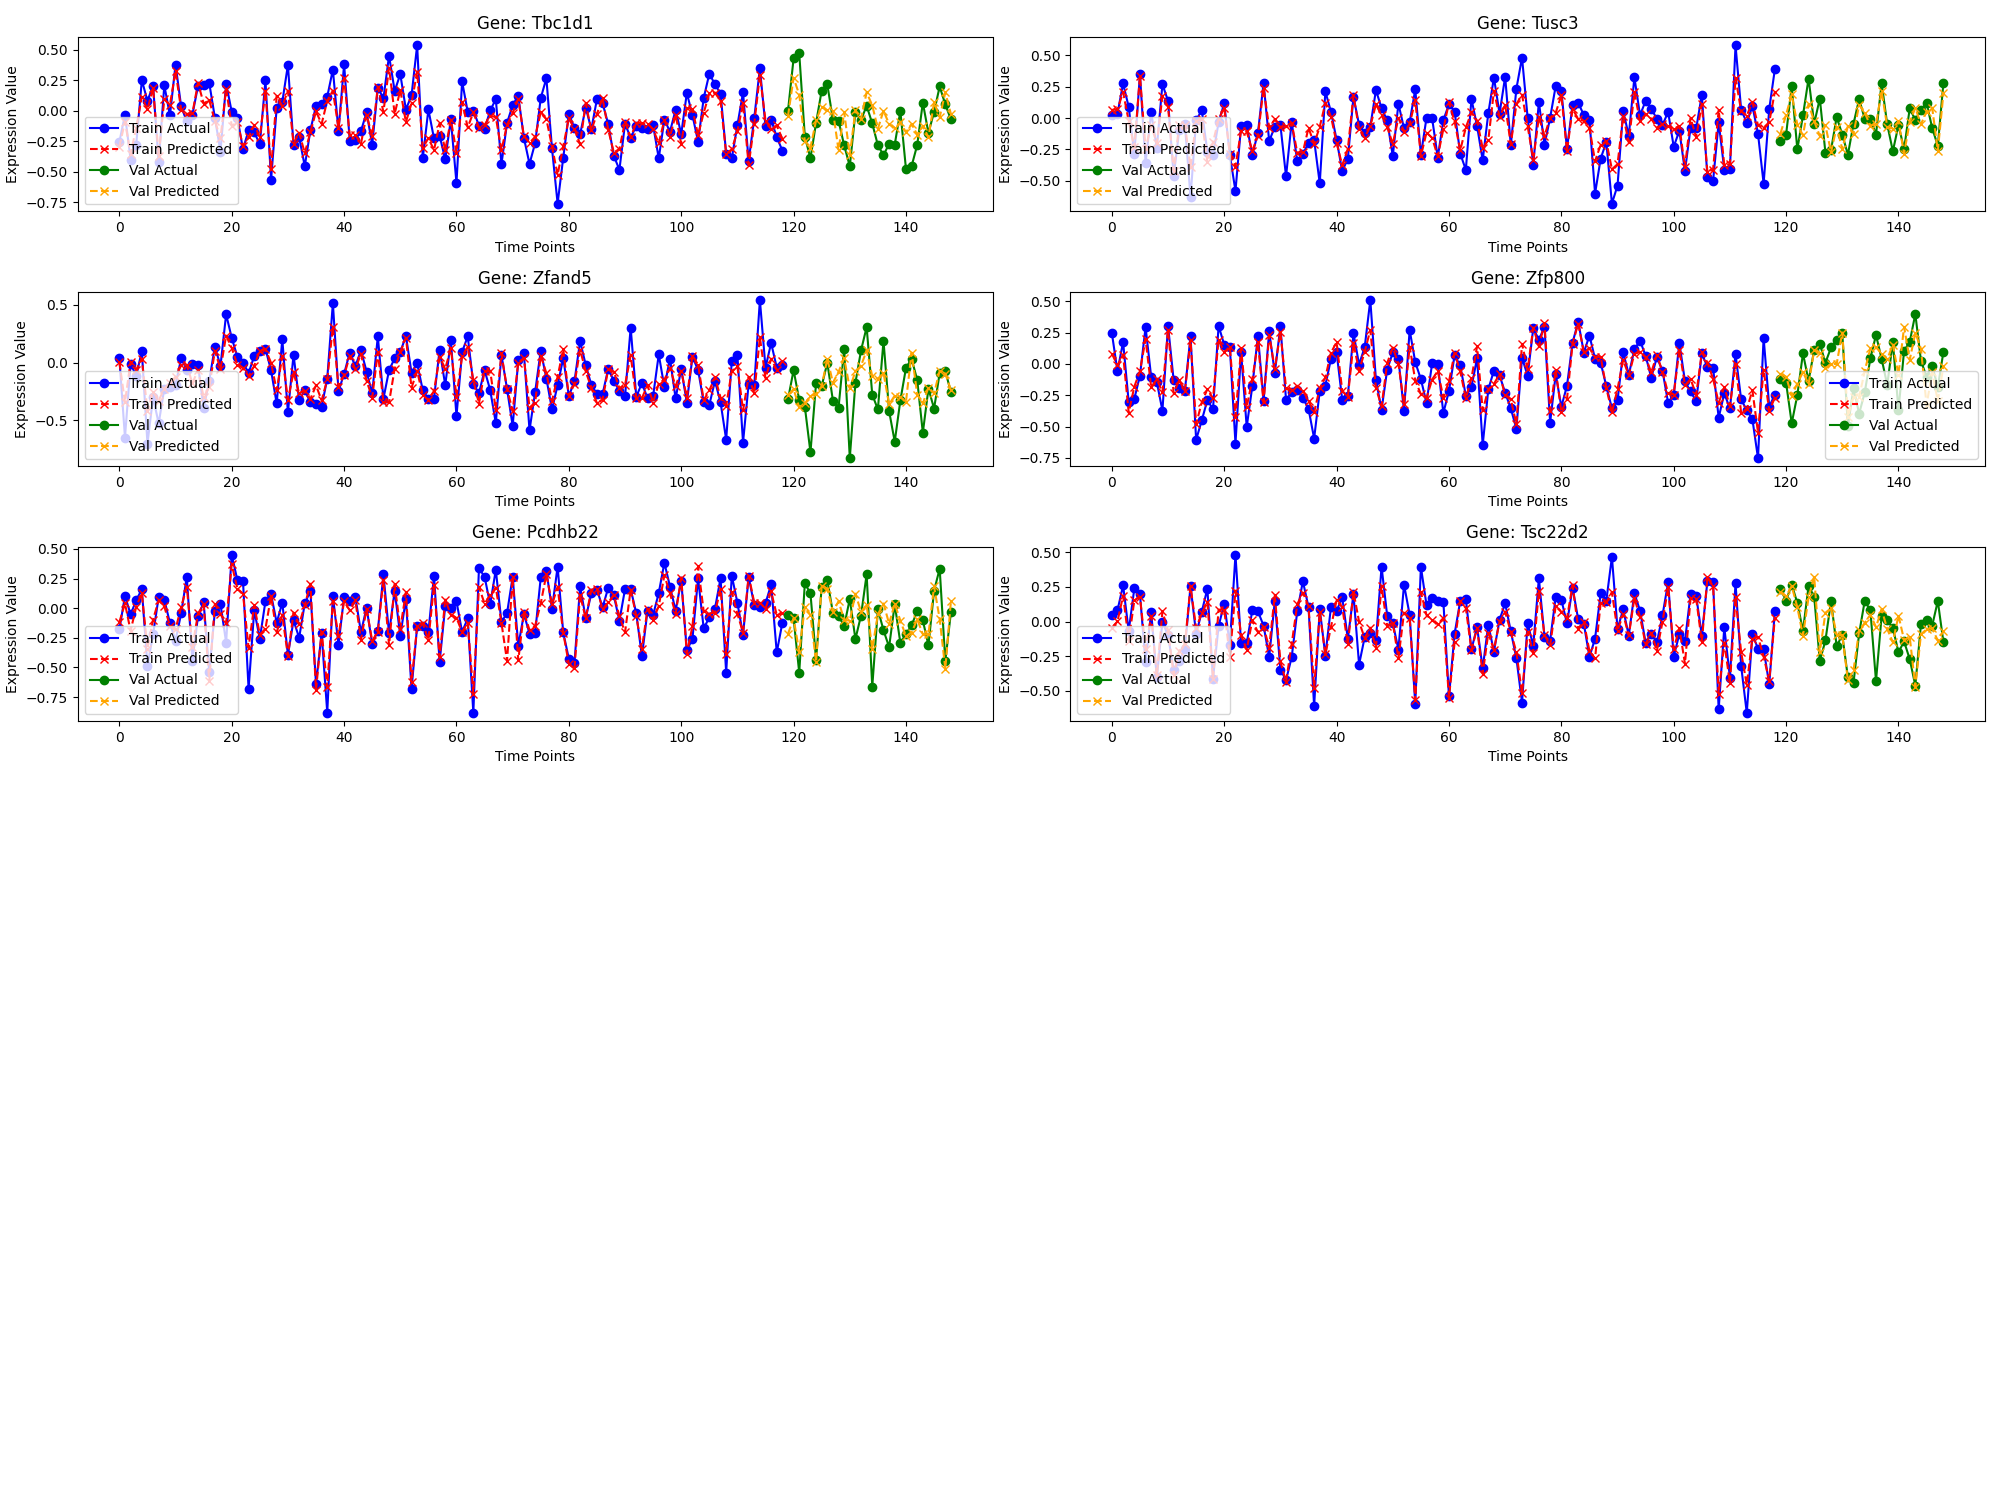 Gene: Tbc1d1
Expression Value
0.50
0.25
0.00
−0.25
−0.50
−0.75
Train Actual
Train Predicted
Val Actual
Val Predicted
0 20 40 60 80 100 120 140
Time Points
Gene: Tusc3
Expression Value
0.50
0.25
0.00
−0.25
−0.50
Train Actual
Train Predicted
Val Actual
Val Predicted
0 20 40 60 80 100 120 140
Time Points
Gene: Zfand5
Expression Value
0.5
0.0
−0.5
Train Actual
Train Predicted
Val Actual
Val Predicted
0 20 40 60 80 100 120 140
Time Points
Gene: Zfp800
Expression Value
0.50
0.25
0.00
−0.25
−0.50
−0.75
Train Actual
Train Predicted
Val Actual
Val Predicted
0 20 40 60 80 100 120 140
Time Points
Gene: Pcdhb22
Expression Value
0.50
0.25
0.00
−0.25
−0.50
−0.75
Train Actual
Train Predicted
Val Actual
Val Predicted
0 20 40 60 80 100 120 140
Time Points
Gene: Tsc22d2
Expression Value
0.50
0.25
0.00
−0.25
−0.50
Train Actual
Train Predicted
Val Actual
Val Predicted
0 20 40 60 80 100 120 140
Time Points